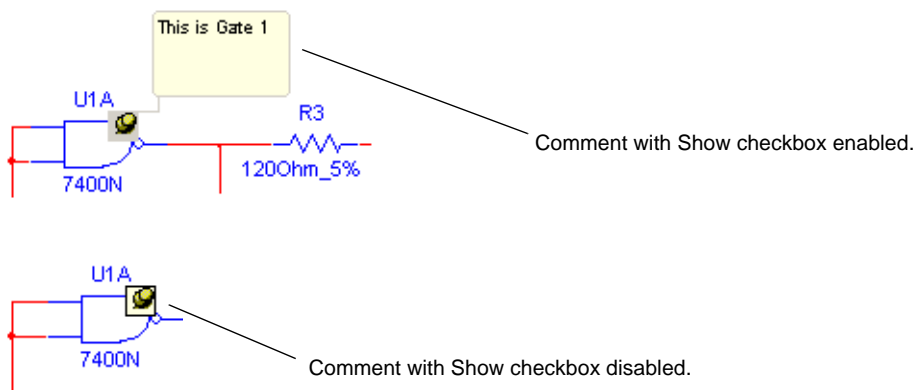 This is Gate 1
U1A
R3
Comment with Show checkbox enabled.
120Ohm_5%
7400N
U1A
7400N
Comment with Show checkbox disabled.